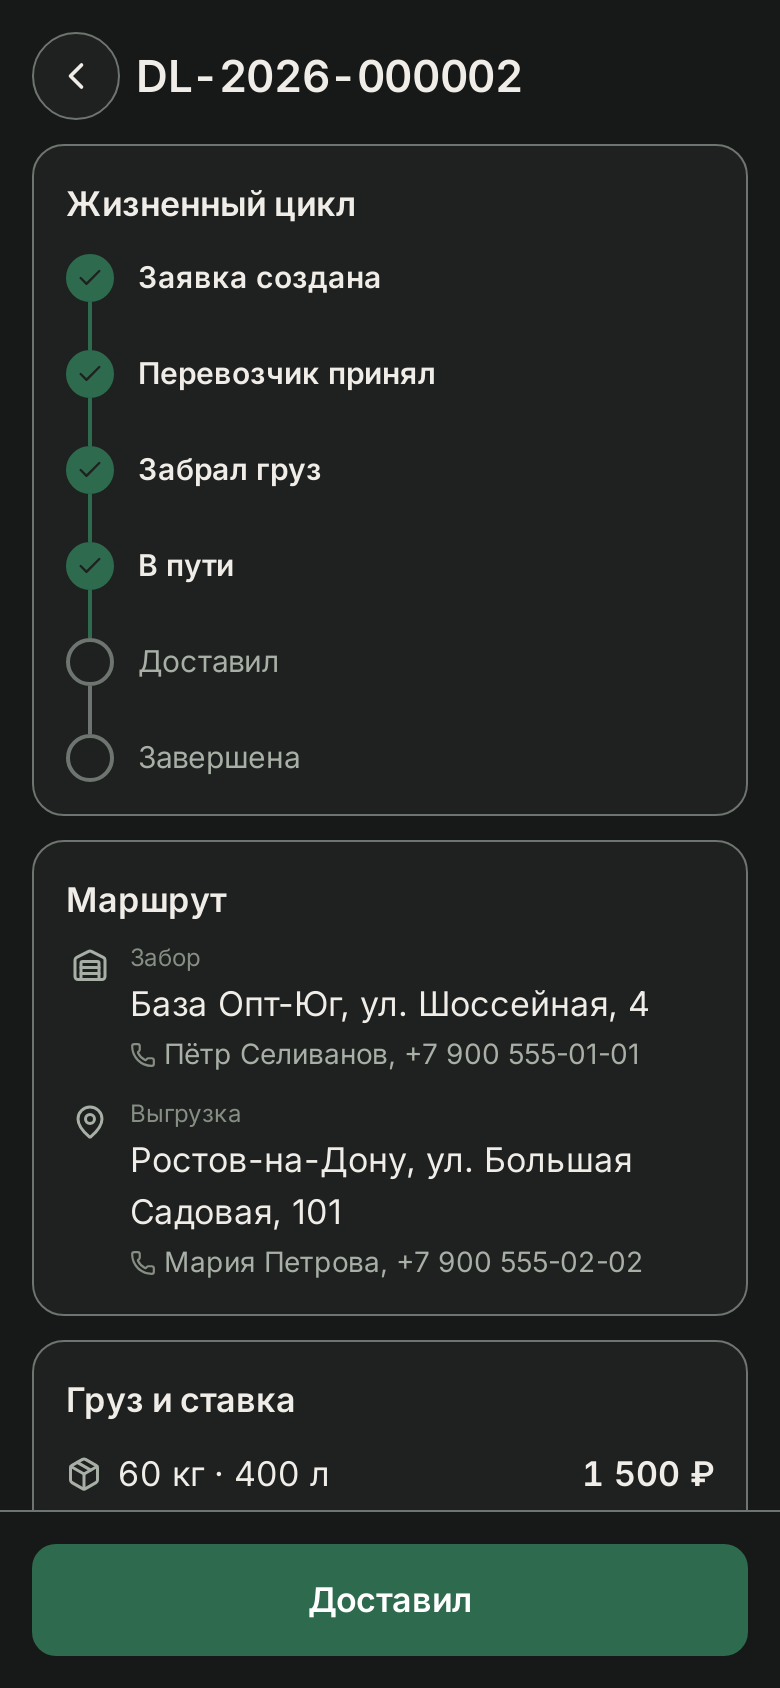 DL-2026-000002
Жизненный цикл
Заявка создана
Перевозчик принял
Забрал груз
В пути
Доставил
Завершена
Маршрут
Забор
База Опт-Юг, ул. Шоссейная, 4
Пётр Селиванов, +7 900 555-01-01
Выгрузка
Ростов-на-Дону, ул. Большая
Садовая, 101
Мария Петрова, +7 900 555-02-02
Груз и ставка
60 кг · 400 л 1 500 ₽
Доставил